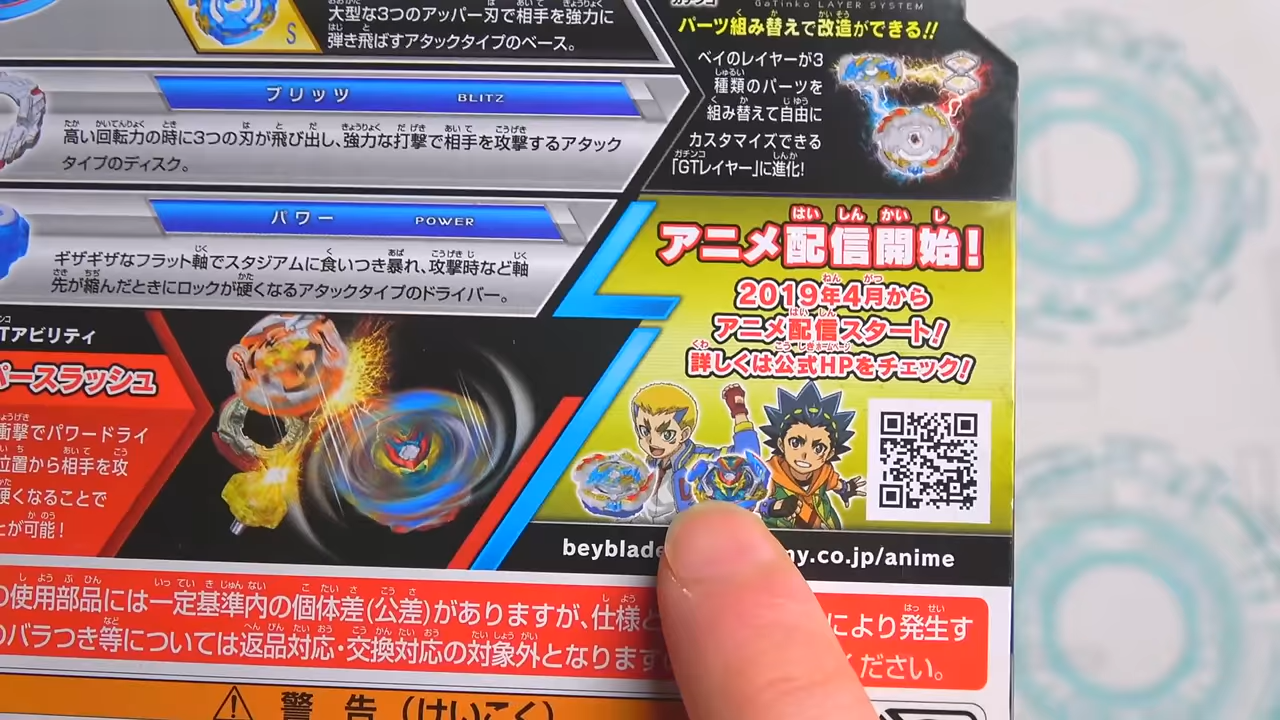 大型な3つのアッパー刃で相手を強力に
弾き飛ばすアタックタイプのベース。
S
ブリッツ BLITZ
高い回転力の時に3つの刃が飛び出し、強力な打撃で相手を攻撃するアタック
タイプのディスク。
パワー POWER
ギザギザなフラット軸でスタジアムに食いつき暴れ、攻撃時など軸
先が縮んだときにロックが硬くなるアタックタイプのドライバー。
Tアビリティ
パースラッシュ
衝撃でパワードライ
位置から相手を攻
硬くなることで
とが可能!
ガチンコ GaTinko LAYER SYSTEM
パーツ組み替えで改造ができる!!
ベイのレイヤーが3
種類のパーツを
組み替えて自由に
カスタマイズできる
「GTレイヤー」に進化!
アニメ配信開始!
2019年4月から
アニメ配信スタート!
詳しくは公式HPをチェック!
beyblade my.co.jp/anime
の使用部品には一定基準内の個体差(公差)がありますが、仕様と により発生す
のバラつき等については返品対応・交換対応の対象外となります ください。
警告(けいこく)